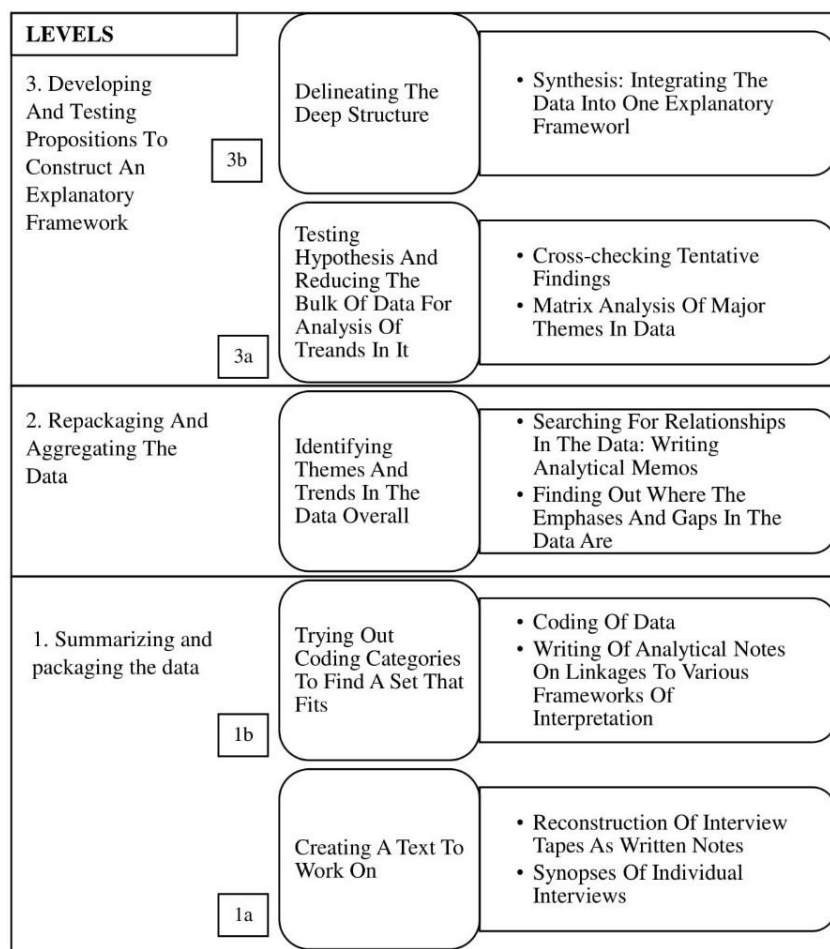 LEVELS
3. Developing
And Testing
Propositions To
Construct An
Explanatory
Framework
3b
Delineating The
Deep Structure
• Synthesis: Integrating The
Data Into One Explanatory
Frameworl
3a
Testing
Hypothesis And
Reducing The
Bulk Of Data For
Analysis Of
Treands In It
• Cross-checking Tentative
Findings
• Matrix Analysis Of Major
Themes In Data
2. Repackaging And
Aggregating The
Data
Identifying
Themes And
Trends In The
Data Overall
• Searching For Relationships
In The Data: Writing
Analytical Memos
• Finding Out Where The
Emphases And Gaps In The
Data Are
1. Summarizing and
packaging the data
1b
Trying Out
Coding Categories
To Find A Set That
Fits
• Coding Of Data
• Writing Of Analytical Notes
On Linkages To Various
Frameworks Of
Interpretation
1a
Creating A Text To
Work On
• Reconstruction Of Interview
Tapes As Written Notes
• Synopses Of Individual
Interviews